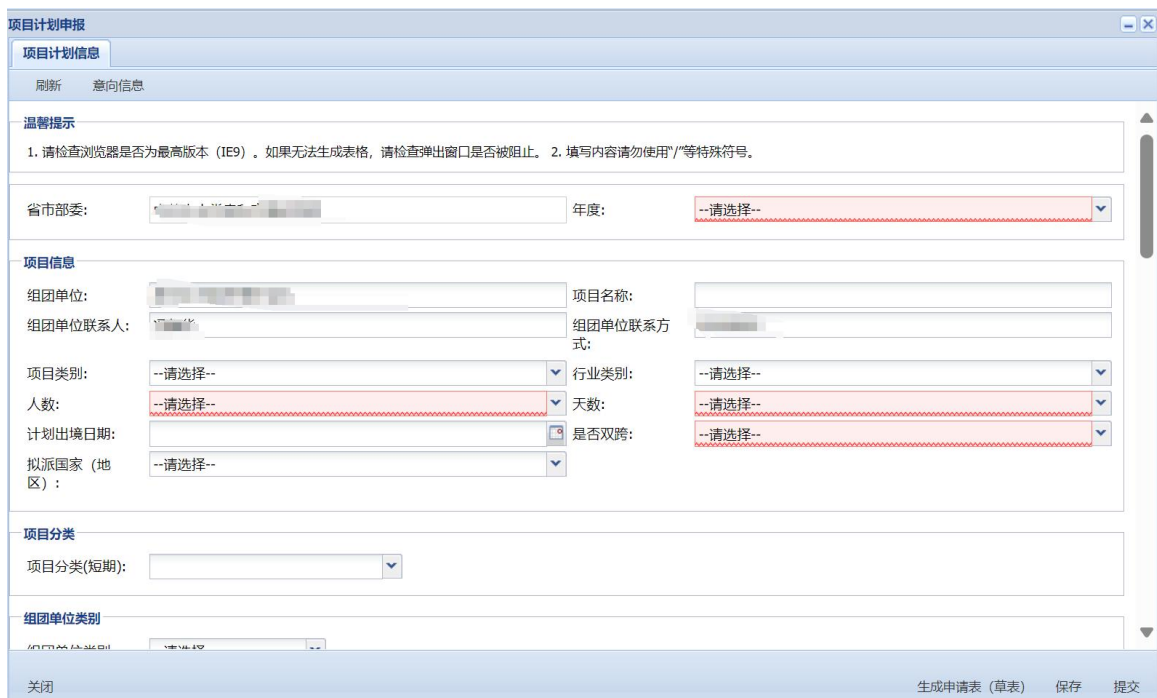 项目计划申报
项目计划信息
刷新 意向信息
温馨提示
1. 请检查浏览器是否为最高版本（IE9）。如果无法生成表格，请检查弹出窗口是否被阻止。 2. 填写内容请勿使用“/”等特殊符号。
省市部委: 年度: --请选择--
项目信息
组团单位: 项目名称:
组团单位联系人: 组团单位联系方
式:
项目类别: --请选择-- 行业类别: --请选择--
人数: --请选择-- 天数: --请选择--
计划出境日期: 是否双跨: --请选择--
拟派国家（地 --请选择--
区）:
项目分类
项目分类(短期):
组团单位类别
组团单位类别 --请选择--
关闭 生成申请表（草表） 保存 提交